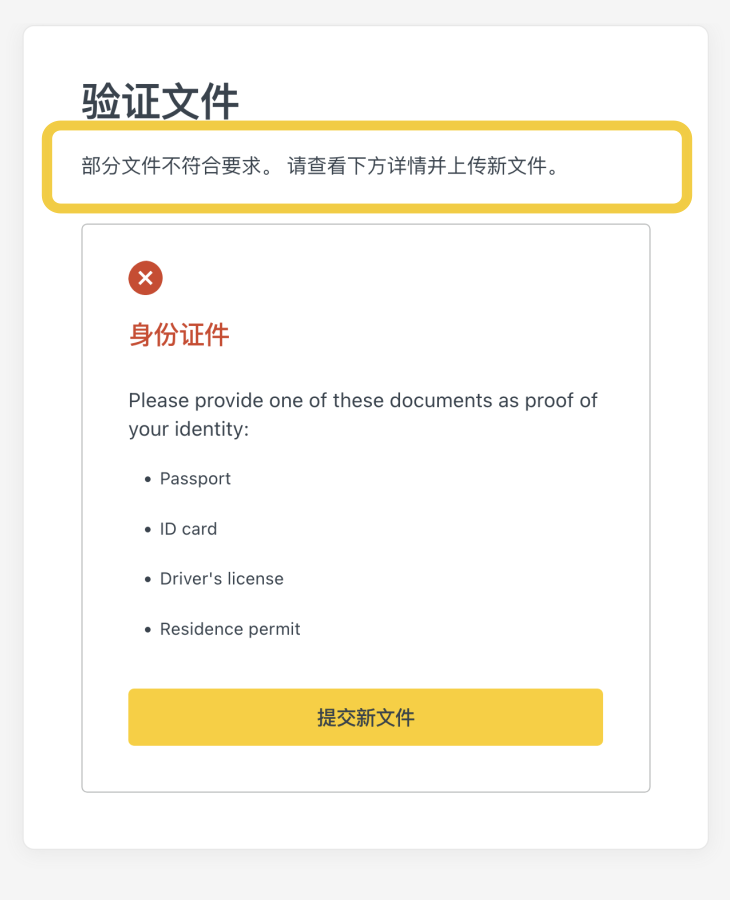 验证文件
部分文件不符合要求。 请查看下方详情并上传新文件。
身份证件
Please provide one of these documents as proof of
your identity:
• Passport
• ID card
• Driver's license
• Residence permit
提交新文件